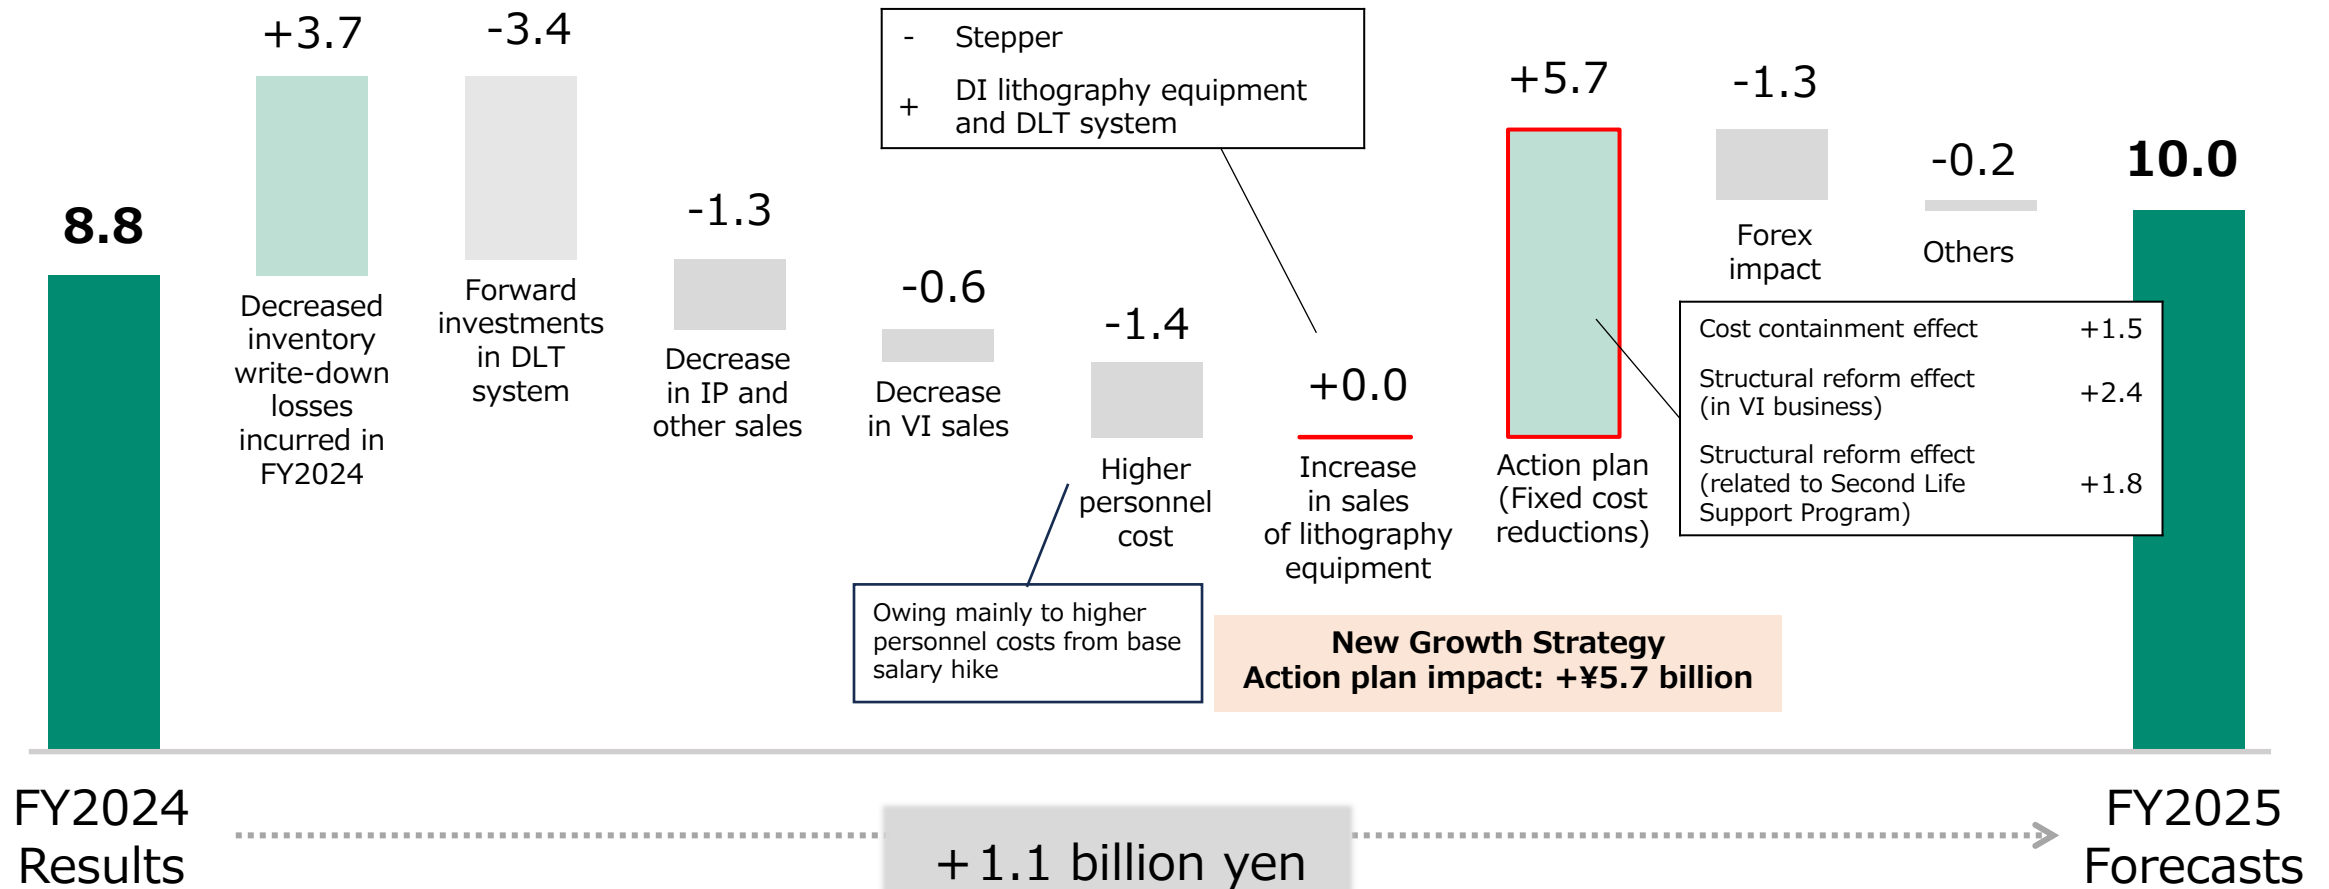 8.8
+3.7
Decreased
inventory
write-down
losses
incurred in
FY2024
-3.4
Forward
investments
in DLT
system
-1.3
Decrease
in IP and
other sales
-0.6
Decrease
in VI sales
-1.4
Higher
personnel
cost
Owing mainly to higher
personnel costs from base
salary hike
- Stepper
+ DI lithography equipment
and DLT system
+0.0
Increase
in sales
of lithography
equipment
+5.7
Action plan
(Fixed cost
reductions)
Cost containment effect +1.5
Structural reform effect
(in VI business) +2.4
Structural reform effect
(related to Second Life
Support Program) +1.8
-1.3
Forex
impact
-0.2
Others
10.0
New Growth Strategy
Action plan impact: +¥5.7 billion
FY2024
Results
+1.1 billion yen
FY2025
Forecasts